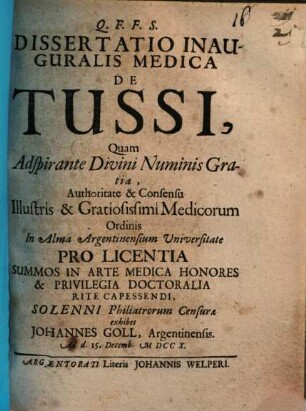 Q. F. F. S.
DISSERTATIO INAU-
GURALIS MEDICA
DE
TUSSI,
Quam
Adſpirante Divini Numinis Gra-
tia,
Authoritate & Conſenſu
Illuſtris & Gratioſiſſimi Medicorum
Ordinis
In Alma Argentinenſium Univerſitate
PRO LICENTIA
SUMMOS IN ARTE MEDICA HONORES
& PRIVILEGIA DOCTORALIA
RITE CAPESSENDI,
SOLENNI Philiatrorum Cenſuræ
exhibet
JOHANNES GOLL, Argentinenſis.
d. 15. Decemb. M DCC X.
ARGENTORATI Literis JOHANNIS WELPERI.